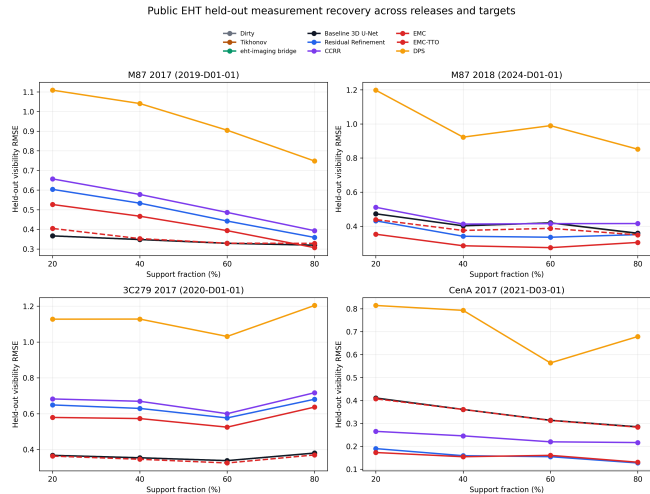 Public EHT held-out measurement recovery across releases and targets
Dirty
Tikhonov
eht-imaging bridge
Baseline 3D U-Net
Residual Refinement
CCRR
EMC
EMC-TTO
DPS
M87 2017 (2019-D01-01)
Held-out visibility RMSE
1.1
1.0
0.9
0.8
0.7
0.6
0.5
0.4
0.3
20
40
60
80
Support fraction (%)
M87 2018 (2024-D01-01)
Held-out visibility RMSE
1.2
1.0
0.8
0.6
0.4
20
40
60
80
Support fraction (%)
3C279 2017 (2020-D01-01)
Held-out visibility RMSE
1.2
1.0
0.8
0.6
0.4
20
40
60
80
Support fraction (%)
CenA 2017 (2021-D03-01)
Held-out visibility RMSE
0.8
0.7
0.6
0.5
0.4
0.3
0.2
0.1
20
40
60
80
Support fraction (%)